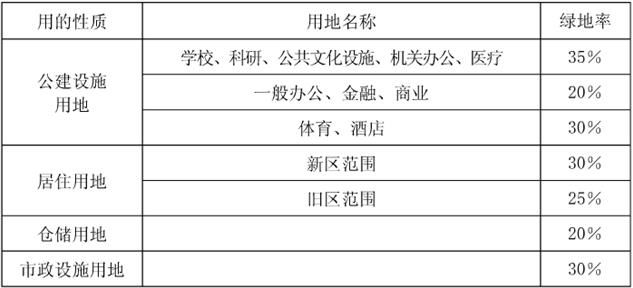 用的性质 用地名称 绿地率
公建设施用地 学校、科研、公共文化设施、机关办公、医疗 35%
一般办公、金融、商业 20%
体育、酒店 30%
居住用地 新区范围 30%
旧区范围 25%
仓储用地 20%
市政设施用地 30%